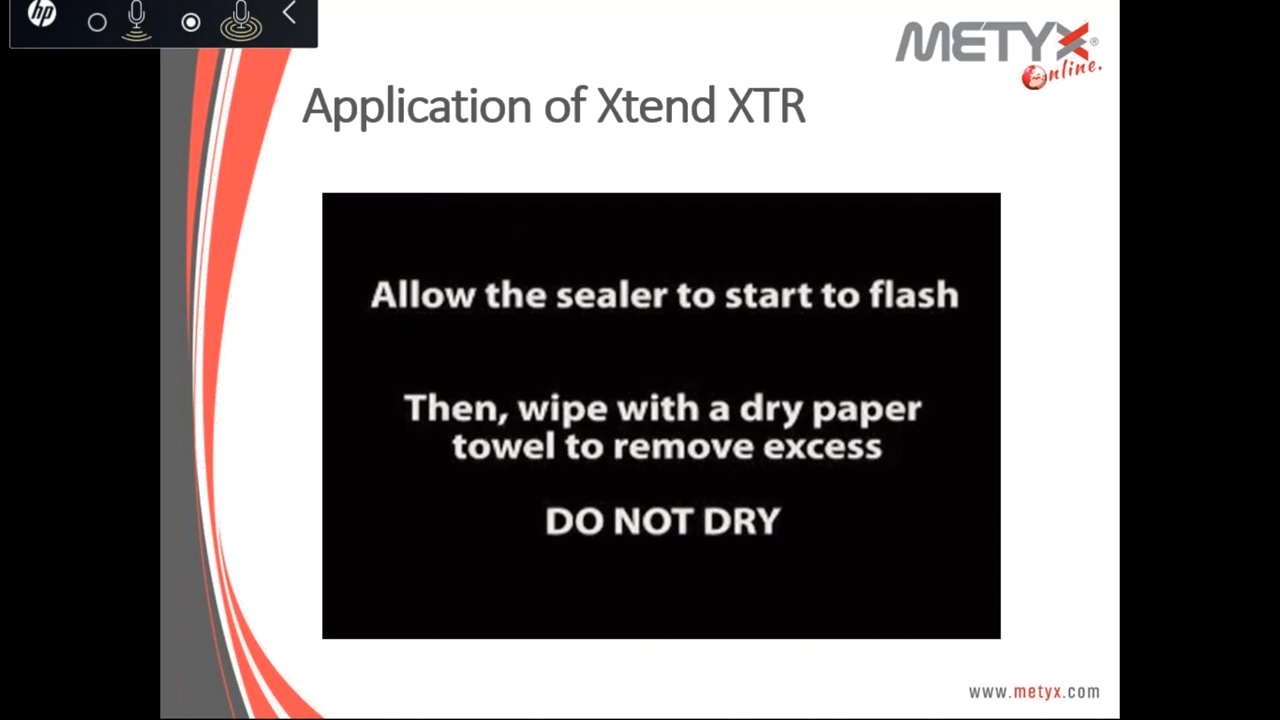 hp
METYX®
Online.
Application of Xtend XTR
Allow the sealer to start to flash
Then, wipe with a dry paper
towel to remove excess
DO NOT DRY
www.metyx.com